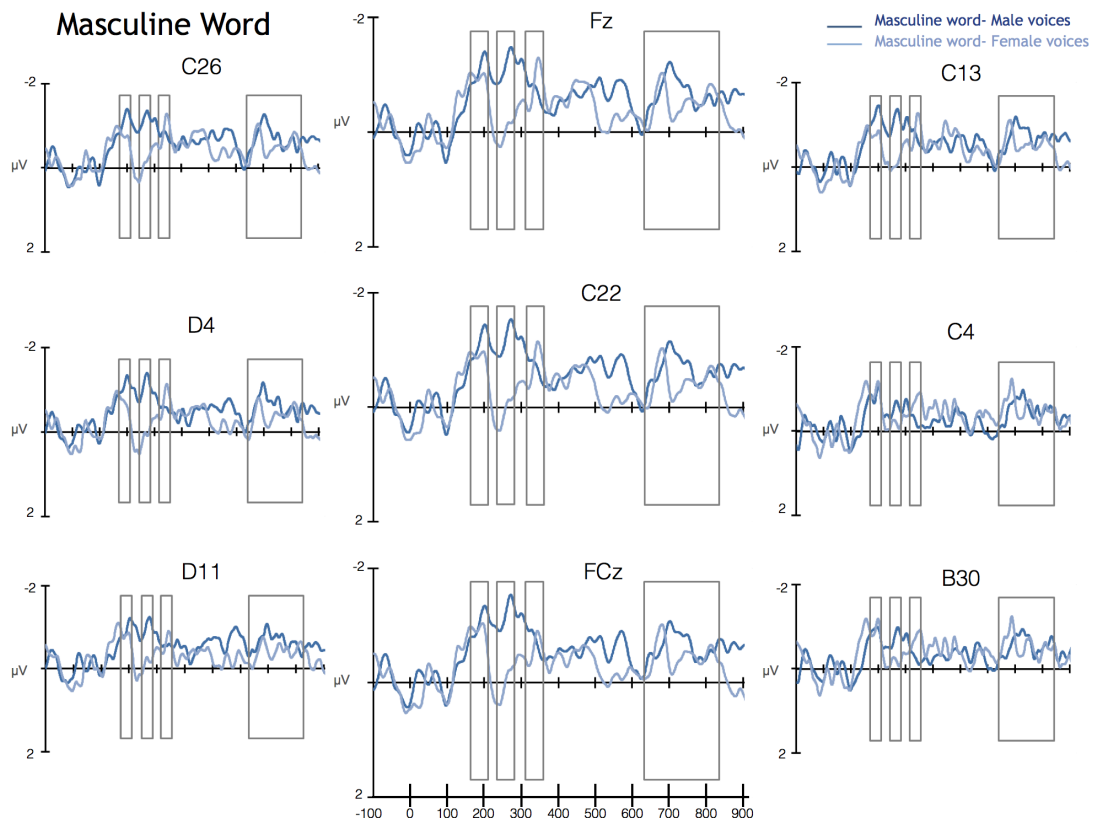 Masculine Word
Masculine word- Male voices
Masculine word- Female voices
C26
-2
μV
2
Fz
-2
μV
2
C13
-2
μV
2
D4
-2
μV
2
C22
-2
μV
2
C4
-2
μV
2
D11
-2
μV
2
FCz
-2
μV
2
-100 0 100 200 300 400 500 600 700 800 900
B30
-2
μV
2